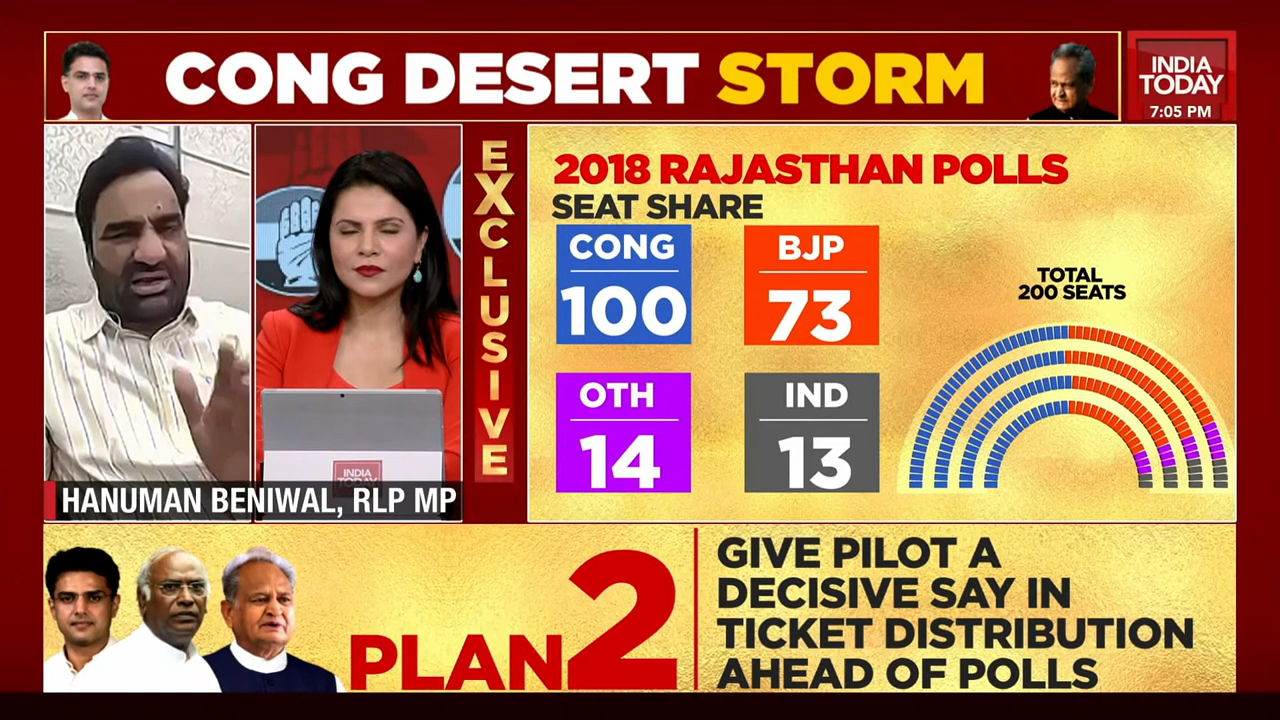 CONG DESERT STORM
INDIA
TODAY
7:05 PM
EXCLUSIVE
INDIA
TODAY
HANUMAN BENIWAL, RLP MP
2018 RAJASTHAN POLLS
SEAT SHARE
CONG
100
BJP
73
OTH
14
IND
13
TOTAL
200 SEATS
PLAN 2
GIVE PILOT A
DECISIVE SAY IN
TICKET DISTRIBUTION
AHEAD OF POLLS